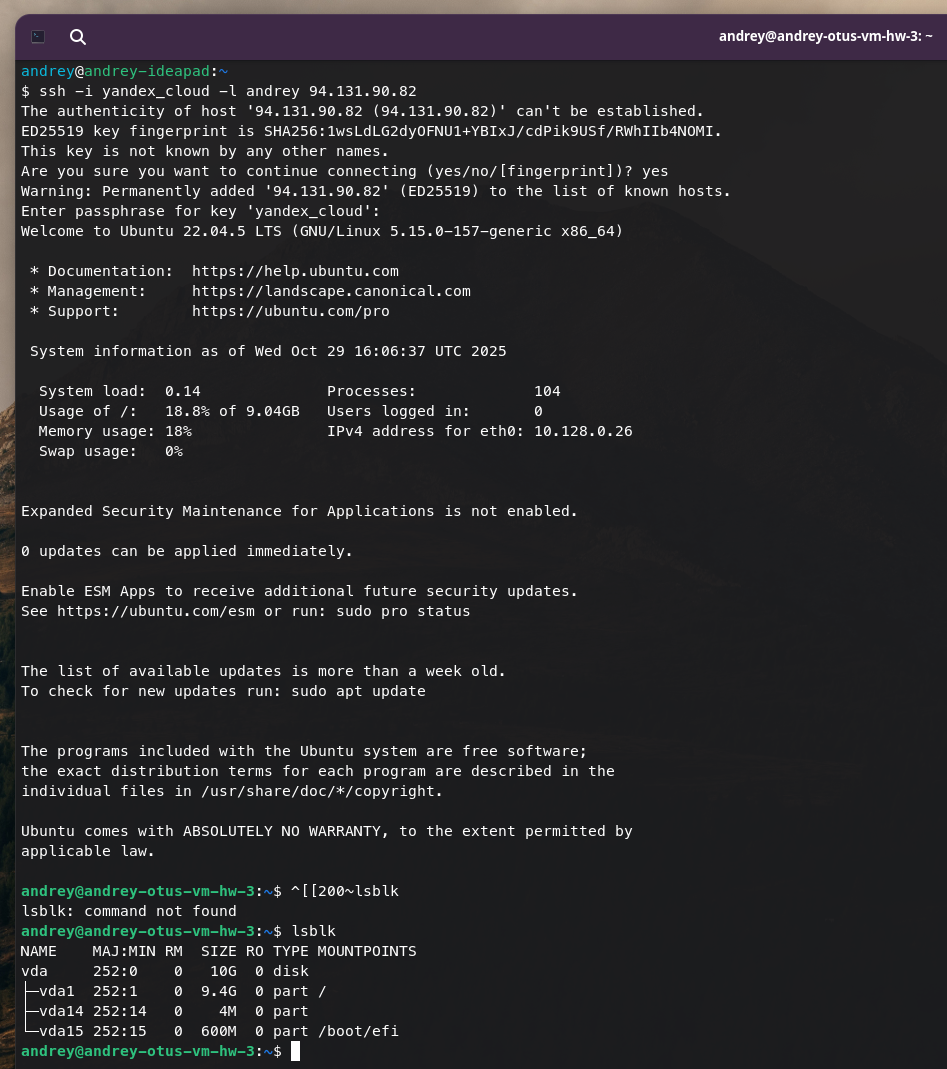 andrey@andrey-otus-vm-hw-3: ~
andrey@andrey-ideapad:~
$ ssh -i yandex_cloud -l andrey 94.131.90.82
The authenticity of host '94.131.90.82 (94.131.90.82)' can't be established.
ED25519 key fingerprint is SHA256:1wsLdLG2dyOFNU1+YBIxJ/cdPik9USf/RWhIIb4NOMI.
This key is not known by any other names.
Are you sure you want to continue connecting (yes/no/[fingerprint])? yes
Warning: Permanently added '94.131.90.82' (ED25519) to the list of known hosts.
Enter passphrase for key 'yandex_cloud':
Welcome to Ubuntu 22.04.5 LTS (GNU/Linux 5.15.0-157-generic x86_64)

 * Documentation:  https://help.ubuntu.com
 * Management:     https://landscape.canonical.com
 * Support:        https://ubuntu.com/pro

 System information as of Wed Oct 29 16:06:37 UTC 2025

  System load:  0.14              Processes:             104
  Usage of /:   18.8% of 9.04GB   Users logged in:       0
  Memory usage: 18%               IPv4 address for eth0: 10.128.0.26
  Swap usage:   0%

Expanded Security Maintenance for Applications is not enabled.

0 updates can be applied immediately.

Enable ESM Apps to receive additional future security updates.
See https://ubuntu.com/esm or run: sudo pro status

The list of available updates is more than a week old.
To check for new updates run: sudo apt update

The programs included with the Ubuntu system are free software;
the exact distribution terms for each program are described in the
individual files in /usr/share/doc/*/copyright.

Ubuntu comes with ABSOLUTELY NO WARRANTY, to the extent permitted by
applicable law.

andrey@andrey-otus-vm-hw-3:~$ ^[[200~lsblk
lsblk: command not found
andrey@andrey-otus-vm-hw-3:~$ lsblk
NAME    MAJ:MIN RM  SIZE RO TYPE MOUNTPOINTS
vda     252:0    0   10G  0 disk
├─vda1  252:1    0  9.4G  0 part /
├─vda14 252:14   0    4M  0 part
└─vda15 252:15   0  600M  0 part /boot/efi
andrey@andrey-otus-vm-hw-3:~$